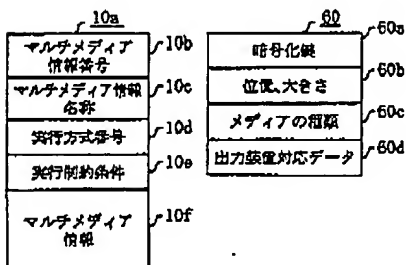 10a
マルチメディア
情報番号
10b
マルチメディア情報
名称
10c
実行方式番号
10d
実行制約条件
10e
マルチメディア
情報
10f
60
60a
暗号化鍵
60b
位置、大きさ
60c
メディアの種類
60d
出力装置対応データ